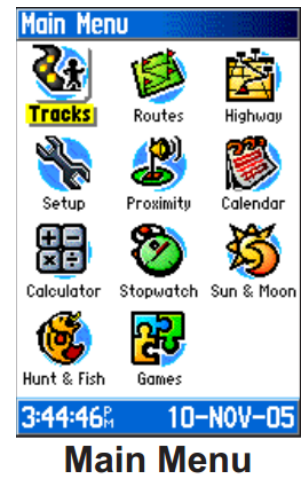 Main Menu
Tracks Routes Highway
Setup Proximity Calendar
Calculator Stopwatch Sun & Moon
Hunt & Fish Games
3:44:46PM 10-NOV-05
Main Menu